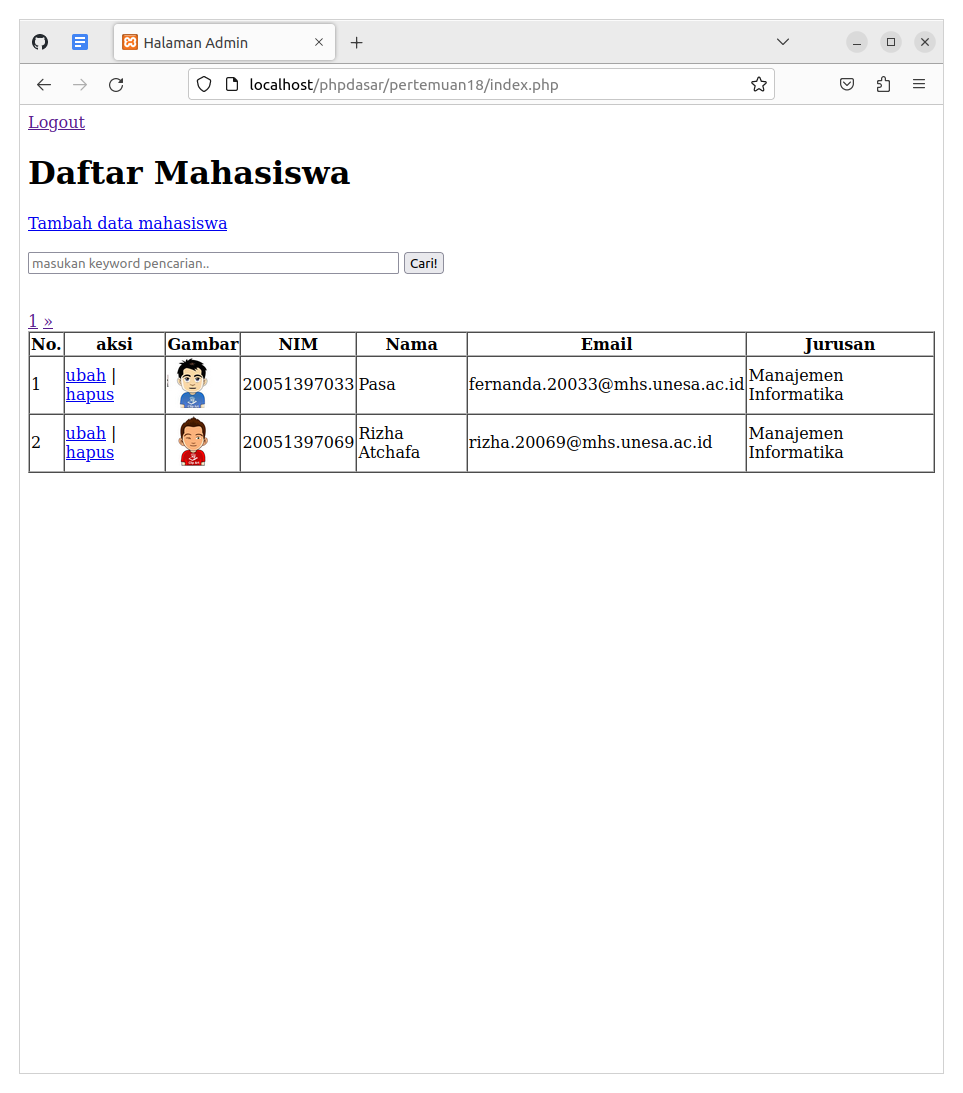 Halaman Admin
localhost/phpdasar/pertemuan18/index.php
Logout
Daftar Mahasiswa
Tambah data mahasiswa
masukan keyword pencarian.. Cari!
1 »
No. aksi Gambar NIM Nama Email Jurusan
1 ubah | hapus 20051397033 Pasa fernanda.20033@mhs.unesa.ac.id Manajemen Informatika
2 ubah | hapus 20051397069 Rizha Atchafa rizha.20069@mhs.unesa.ac.id Manajemen Informatika